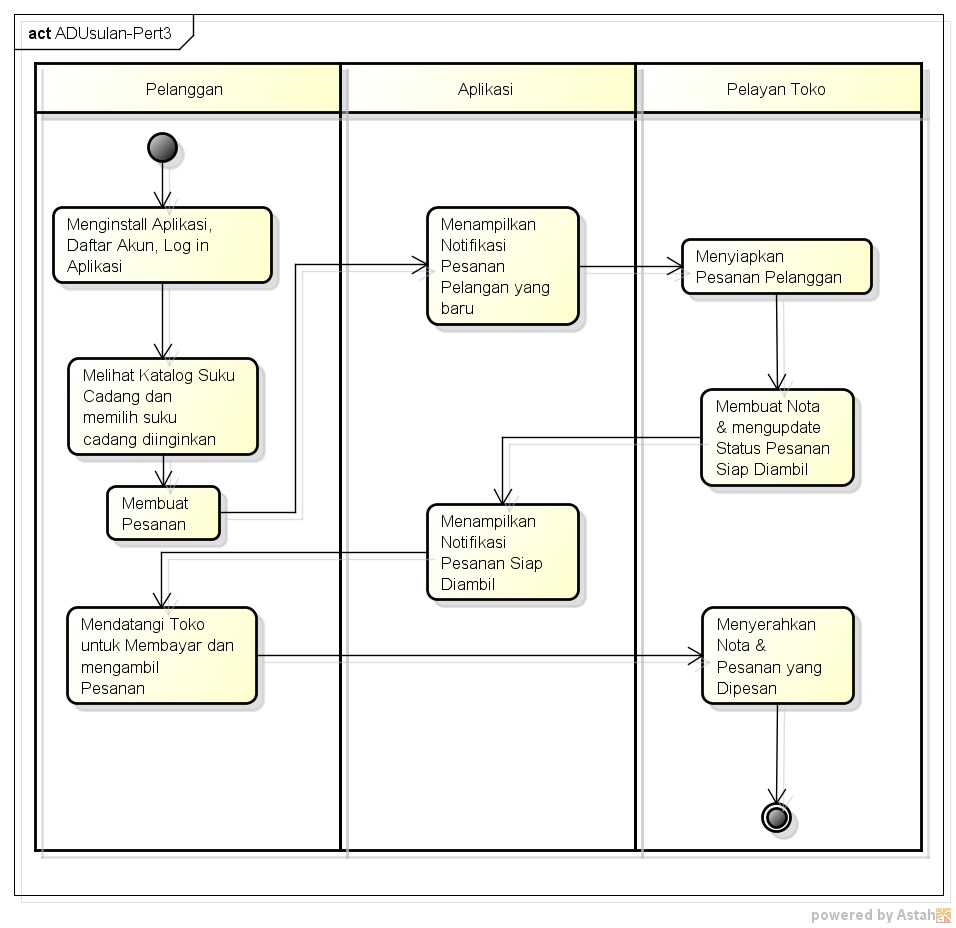 act ADUsulan-Pert3
Pelanggan
Aplikasi
Pelayan Toko
Menginstall Aplikasi,
Daftar Akun, Log in
Aplikasi
Melihat Katalog Suku
Cadang dan
memilih suku
cadang diinginkan
Membuat
Pesanan
Menampilkan
Notifikasi
Pesanan
Pelangan yang
baru
Menyiapkan
Pesanan Pelanggan
Membuat Nota
& mengupdate
Status Pesanan
Siap Diambil
Menampilkan
Notifikasi
Pesanan Siap
Diambil
Mendatangi Toko
untuk Membayar dan
mengambil
Pesanan
Menyerahkan
Nota &
Pesanan yang
Dipesan
powered by Astah